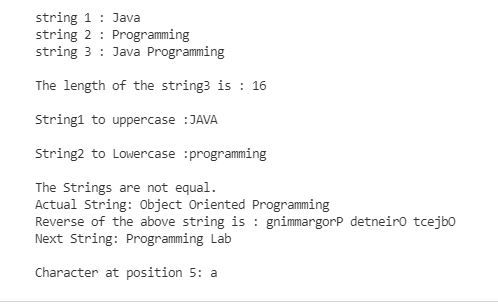 string 1 : Java
string 2 : Programming
string 3 : Java Programming
The length of the string3 is : 16
String1 to uppercase :JAVA
String2 to Lowercase :programming
The Strings are not equal.
Actual String: Object Oriented Programming
Reverse of the above string is : gnimmargorP detneirO tcejbO
Next String: Programming Lab
Character at position 5: a